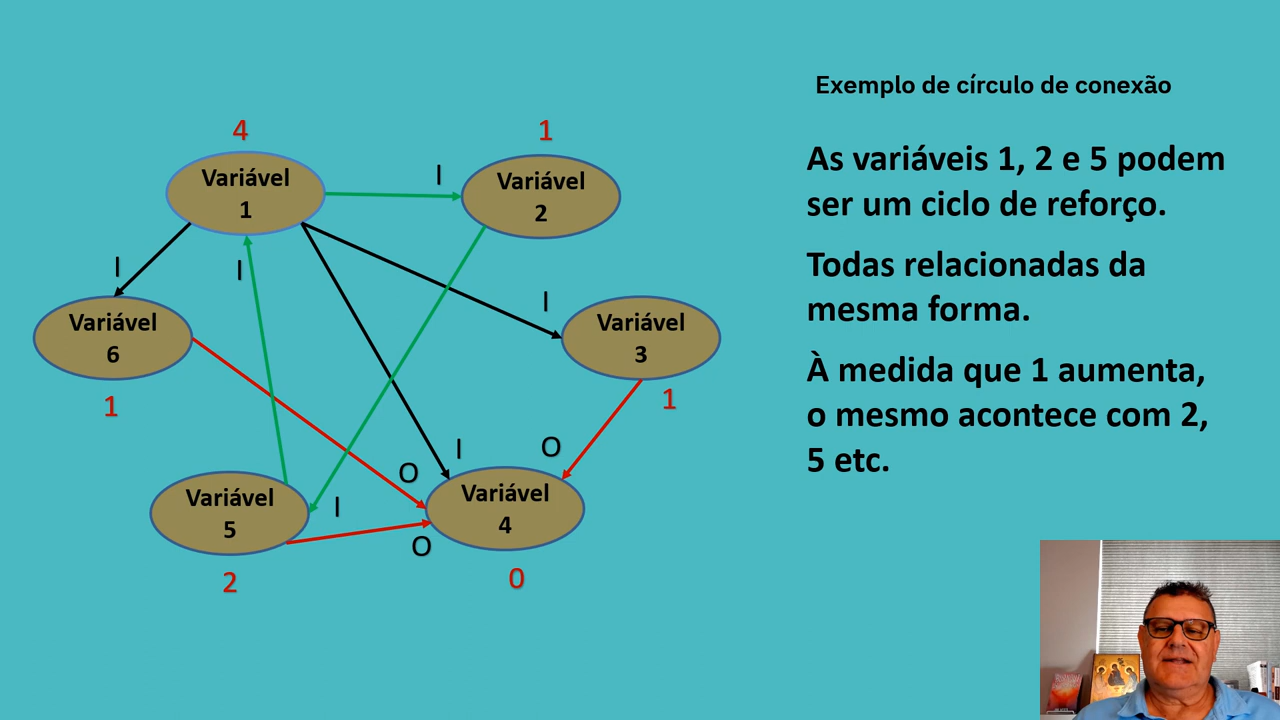 Exemplo de círculo de conexão
4
1
Variável
1
I
Variável
2
As variáveis 1, 2 e 5 podem
ser um ciclo de reforço.
Todas relacionadas da
mesma forma.
À medida que 1 aumenta,
o mesmo acontece com 2,
5 etc.
I
I
I
Variável
6
Variável
3
1
1
I
O
O
Variável
5
I
Variável
4
O
2
0